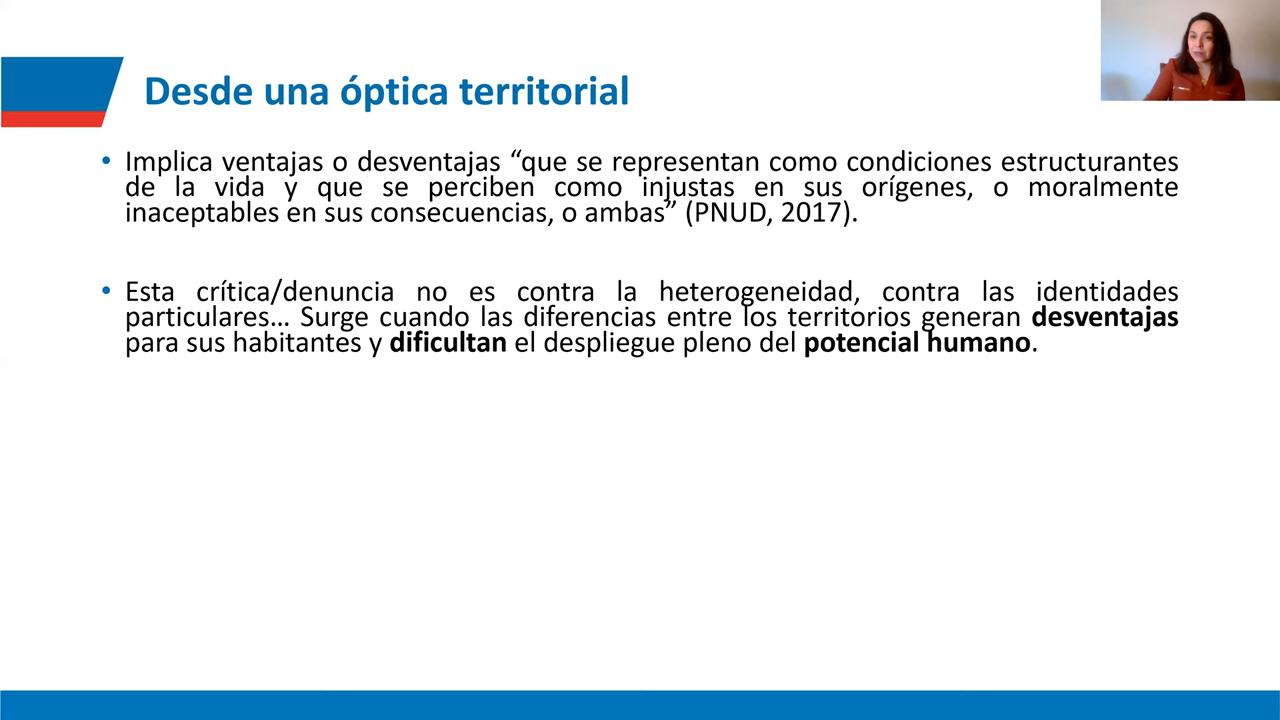 Desde una óptica territorial
• Implica ventajas o desventajas “que se representan como condiciones estructurantes
de la vida y que se perciben como injustas en sus orígenes, o moralmente
inaceptables en sus consecuencias, o ambas” (PNUD, 2017).
• Esta crítica/denuncia no es contra la heterogeneidad, contra las identidades
particulares… Surge cuando las diferencias entre los territorios generan desventajas
para sus habitantes y dificultan el despliegue pleno del potencial humano.